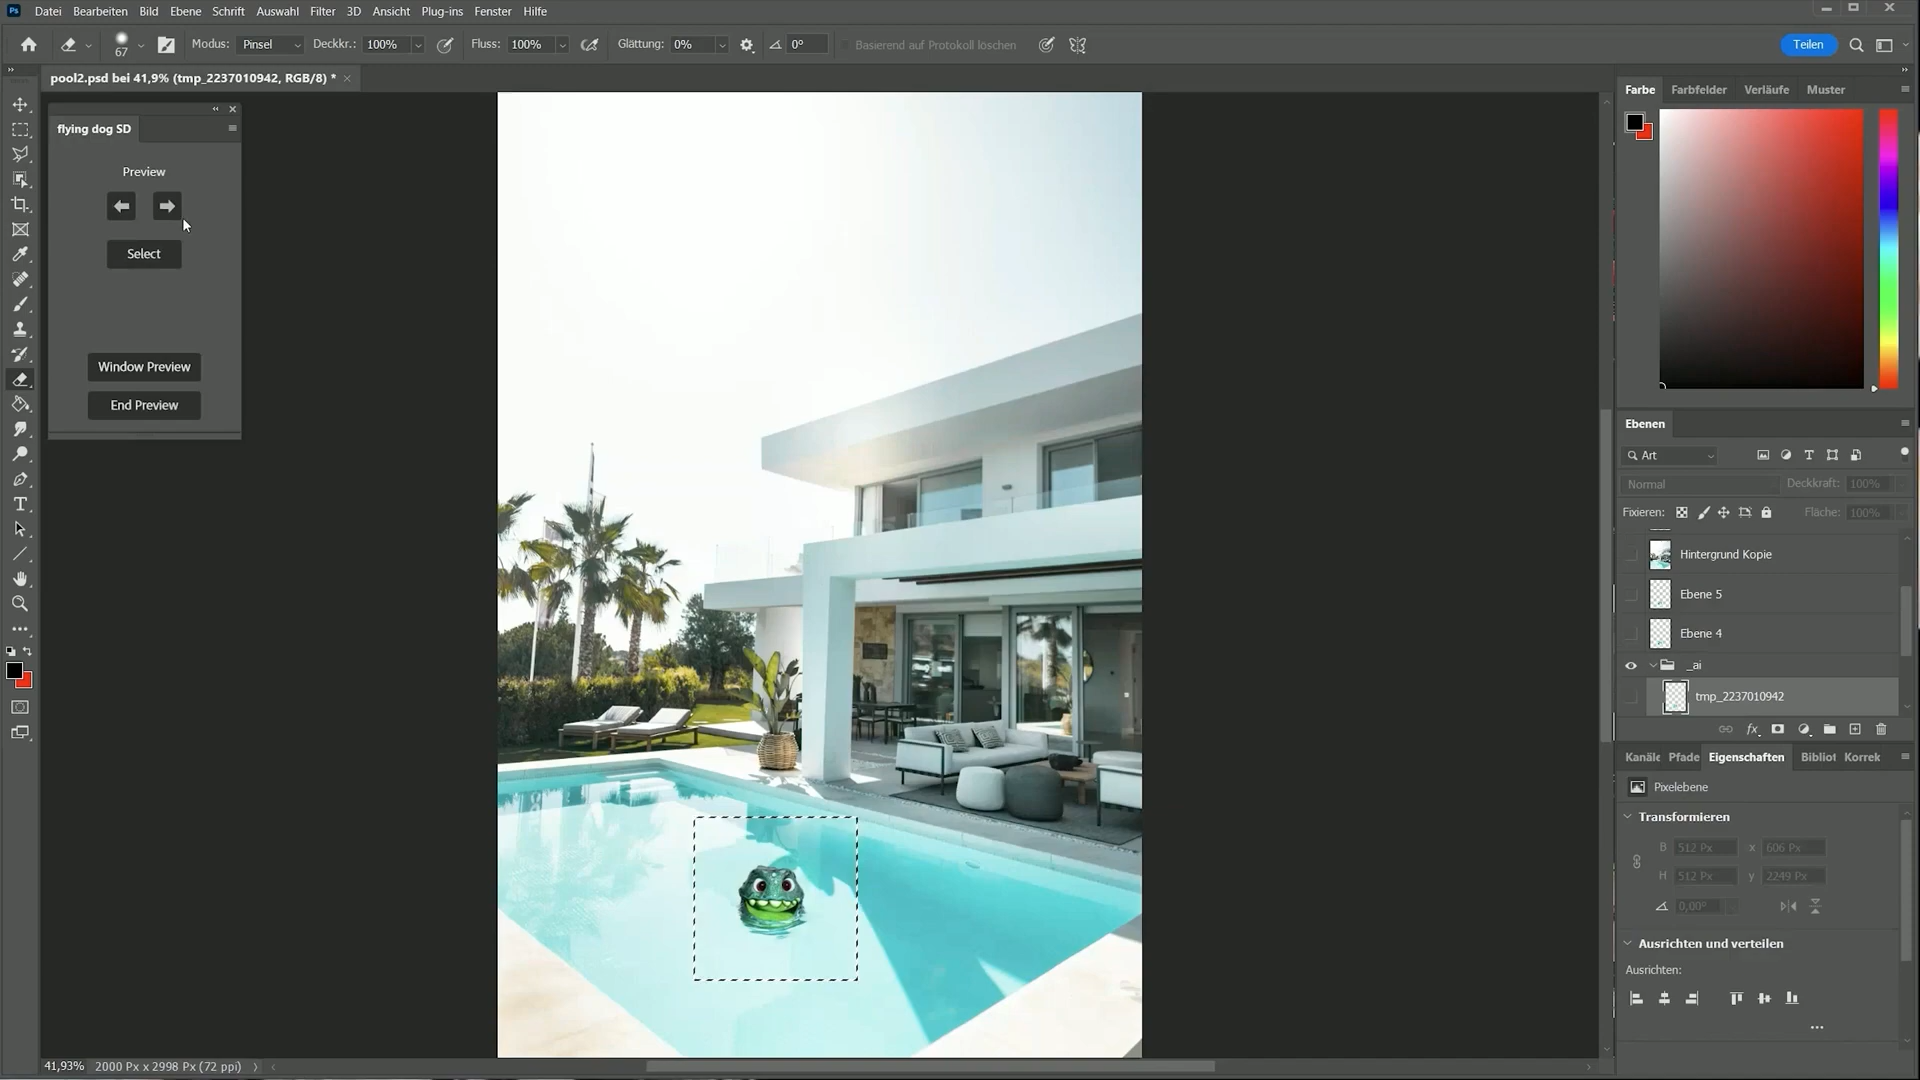 Ps Datei Bearbeiten Bild Ebene Schrift Auswahl Filter 3D Ansicht Plug-ins Fenster Hilfe
67 Modus: Pinsel Deckkr.: 100% Fluss: 100% Glättung: 0% 0° Basierend auf Protokoll löschen Teilen
pool2.psd bei 41,9% (tmp_2237010942, RGB/8) *
flying dog SD
Preview
Select
Window Preview
End Preview
Farbe Farbfelder Verläufe Muster
Ebenen
Art
Normal Deckkraft: 100%
Fixieren: Fläche: 100%
Hintergrund Kopie
Ebene 5
Ebene 4
_ai
tmp_2237010942
Kanäle Pfade Eigenschaften Bibliot Korrek
Pixelebene
Transformieren
B 512 Px x 606 Px
H 512 Px y 2249 Px
0,00°
Ausrichten und verteilen
Ausrichten:
41,93% 2000 Px x 2998 Px (72 ppi)